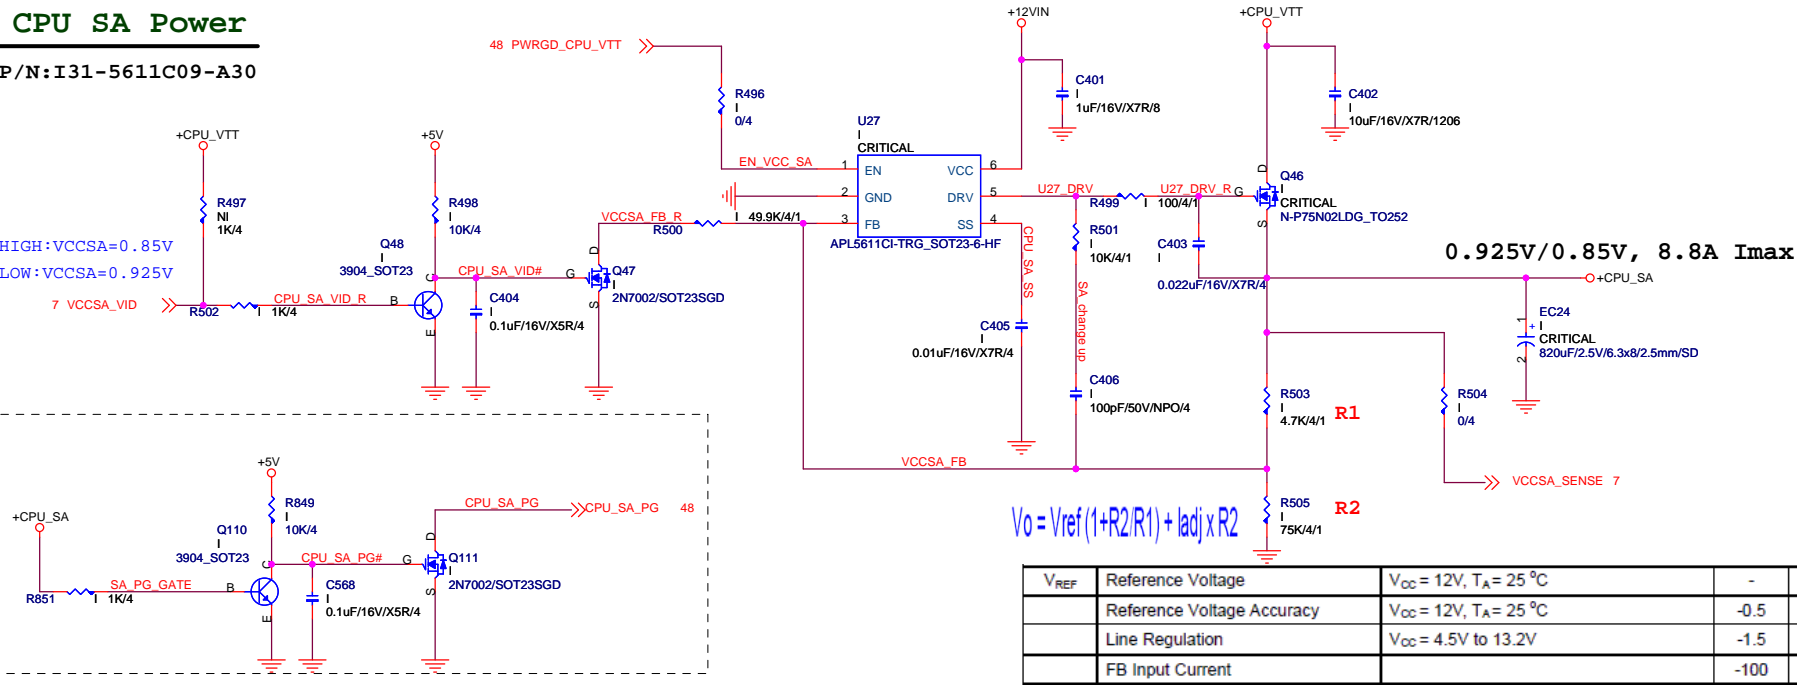 CPU SA Power
P/N:I31-5611C09-A30
48 PWRGD_CPU_VTT
R496
I
0/4
+12VIN
C401
I
1uF/16V/X7R/8
+CPU_VTT
C402
I
10uF/16V/X7R/1206
+CPU_VTT
R497
NI
1K/4
+5V
R498
I
10K/4
U27
I
CRITICAL
EN_VCC_SA
1
EN
VCC
6
2
GND
DRV
5
3
FB
SS
4
APL5611CI-TRG_SOT23-6-HF
U27_DRV
R499
I
100/4/1
U27_DRV_R
G
D
S
Q46
I
CRITICAL
N-P75N02LDG_TO252
HIGH:VCCSA=0.85V
LOW:VCCSA=0.925V
7 VCCSA_VID
R502
I
1K/4
CPU_SA_VID_R
B
C
E
Q48
I
3904_SOT23
CPU_SA_VID#
C404
I
0.1uF/16V/X5R/4
G
D
S
Q47
I
2N7002/SOT23SGD
VCCSA_FB_R
R500
I
49.9K/4/1
CPU_SA_SS
C405
I
0.01uF/16V/X7R/4
R501
I
10K/4/1
SA_change up
C406
I
100pF/50V/NPO/4
C403
I
0.022uF/16V/X7R/4
0.925V/0.85V, 8.8A Imax
+CPU_SA
EC24
I
CRITICAL
820uF/2.5V/6.3x8/2.5mm/SD
1
+
2
R503
I
4.7K/4/1
R1
R504
I
0/4
VCCSA_FB
VCCSA_SENSE 7
R505
I
75K/4/1
R2
Vo = Vref (1+R2/R1) + Iadj x R2
+CPU_SA
R851
I
1K/4
SA_PG_GATE
B
C
E
Q110
I
3904_SOT23
+5V
R849
I
10K/4
CPU_SA_PG#
C568
I
0.1uF/16V/X5R/4
G
D
S
Q111
I
2N7002/SOT23SGD
CPU_SA_PG
CPU_SA_PG 48
VREF Reference Voltage VCC = 12V, TA = 25 °C -
Reference Voltage Accuracy VCC = 12V, TA = 25 °C -0.5
Line Regulation VCC = 4.5V to 13.2V -1.5
FB Input Current -100